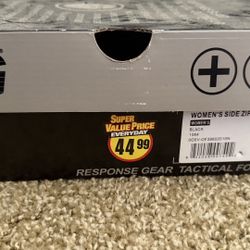 SUPER
VALUE PRICE
EVERYDAY
44.99
WOMEN'S SIDE ZIP
WOMEN'S
BLACK
RESPONSE GEAR TACTICAL FO